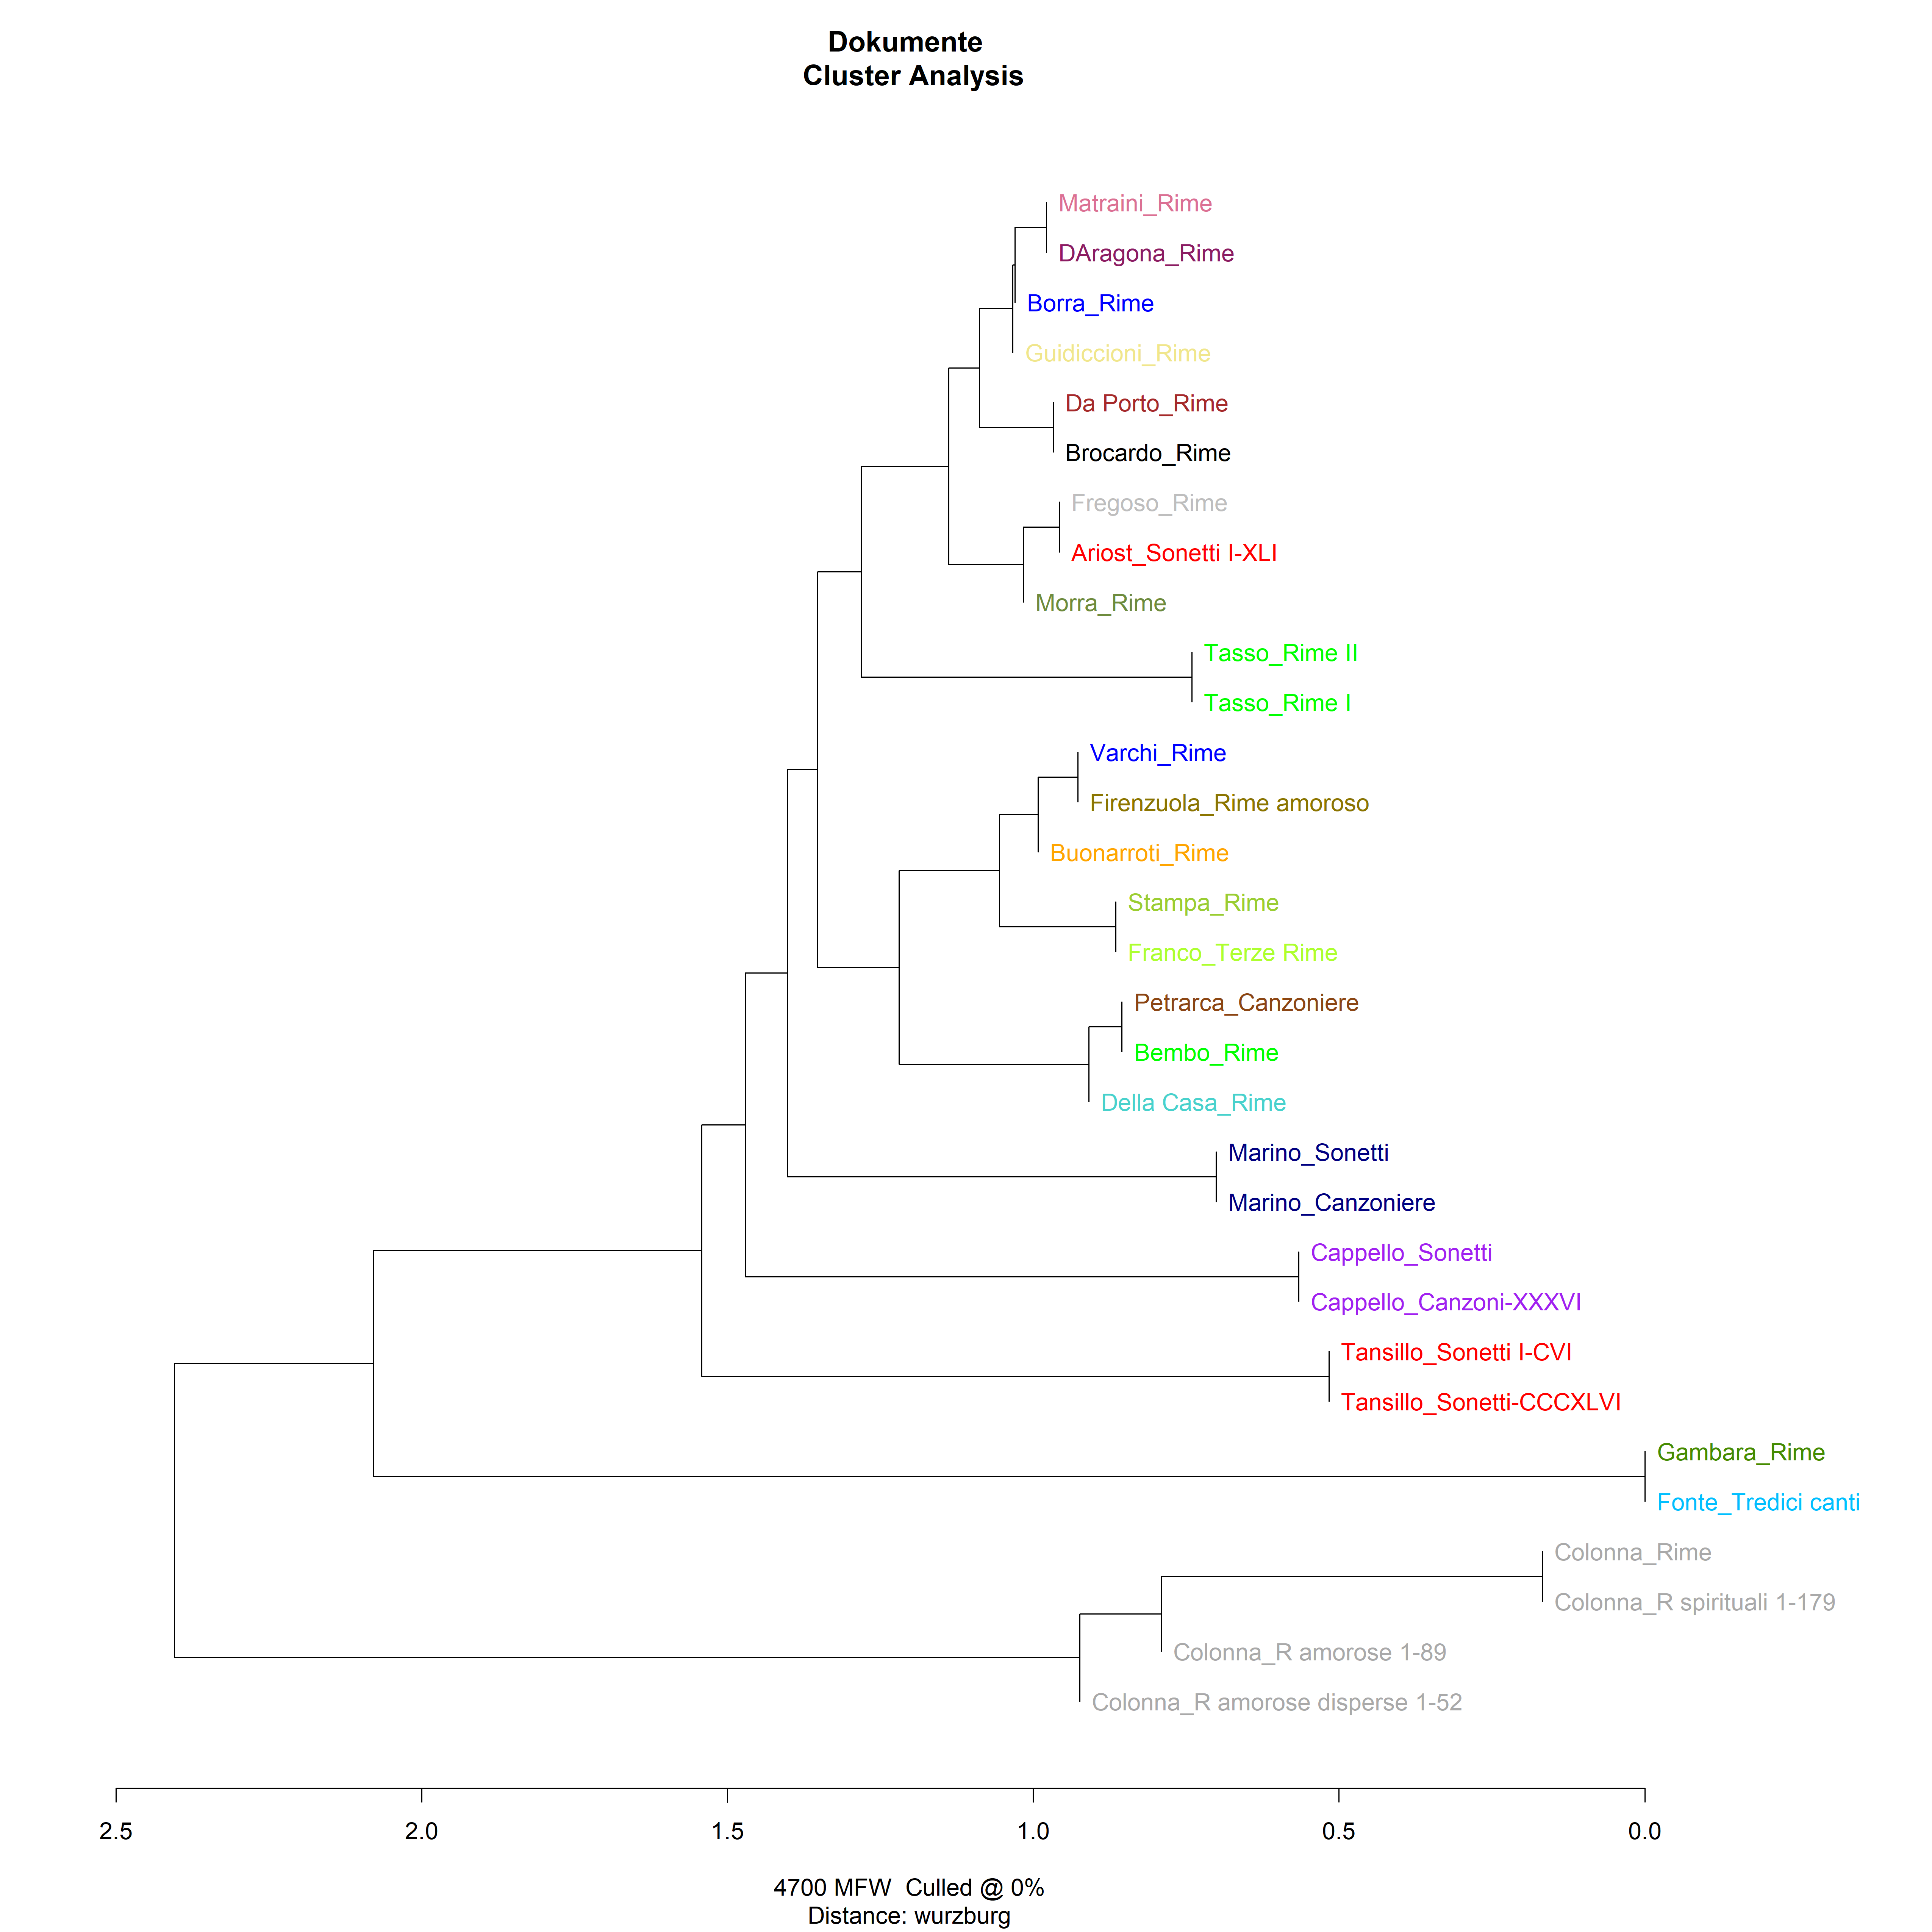 Dokumente
Cluster Analysis
Matraini_Rime
DAragona_Rime
Borra_Rime
Guidiccioni_Rime
Da Porto_Rime
Brocardo_Rime
Fregoso_Rime
Ariost_Sonetti I-XLI
Morra_Rime
Tasso_Rime II
Tasso_Rime I
Varchi_Rime
Firenzuola_Rime amoroso
Buonarroti_Rime
Stampa_Rime
Franco_Terze Rime
Petrarca_Canzoniere
Bembo_Rime
Della Casa_Rime
Marino_Sonetti
Marino_Canzoniere
Cappello_Sonetti
Cappello_Canzoni-XXXVI
Tansillo_Sonetti I-CVI
Tansillo_Sonetti-CCCXLVI
Gambara_Rime
Fonte_Tredici canti
Colonna_Rime
Colonna_R spirituali 1-179
Colonna_R amorose 1-89
Colonna_R amorose disperse 1-52
2.5 2.0 1.5 1.0 0.5 0.0
4700 MFW  Culled @ 0%
Distance: wurzburg